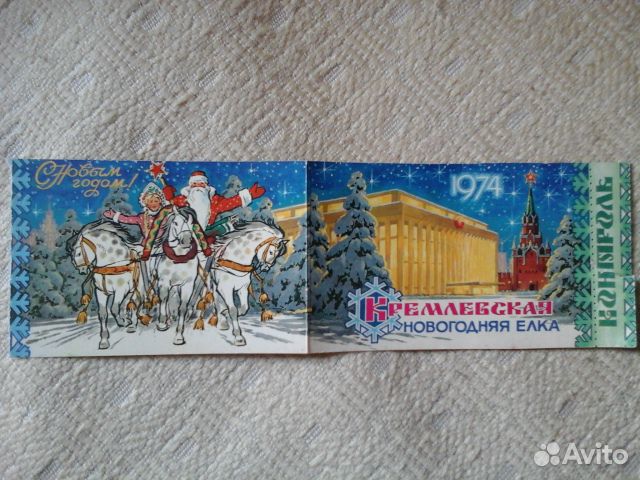 С Новым
годом!
1974
КРЕМЛЕВСКАЯ
НОВОГОДНЯЯ ЕЛКА
КОНТРОЛЬ
Avito